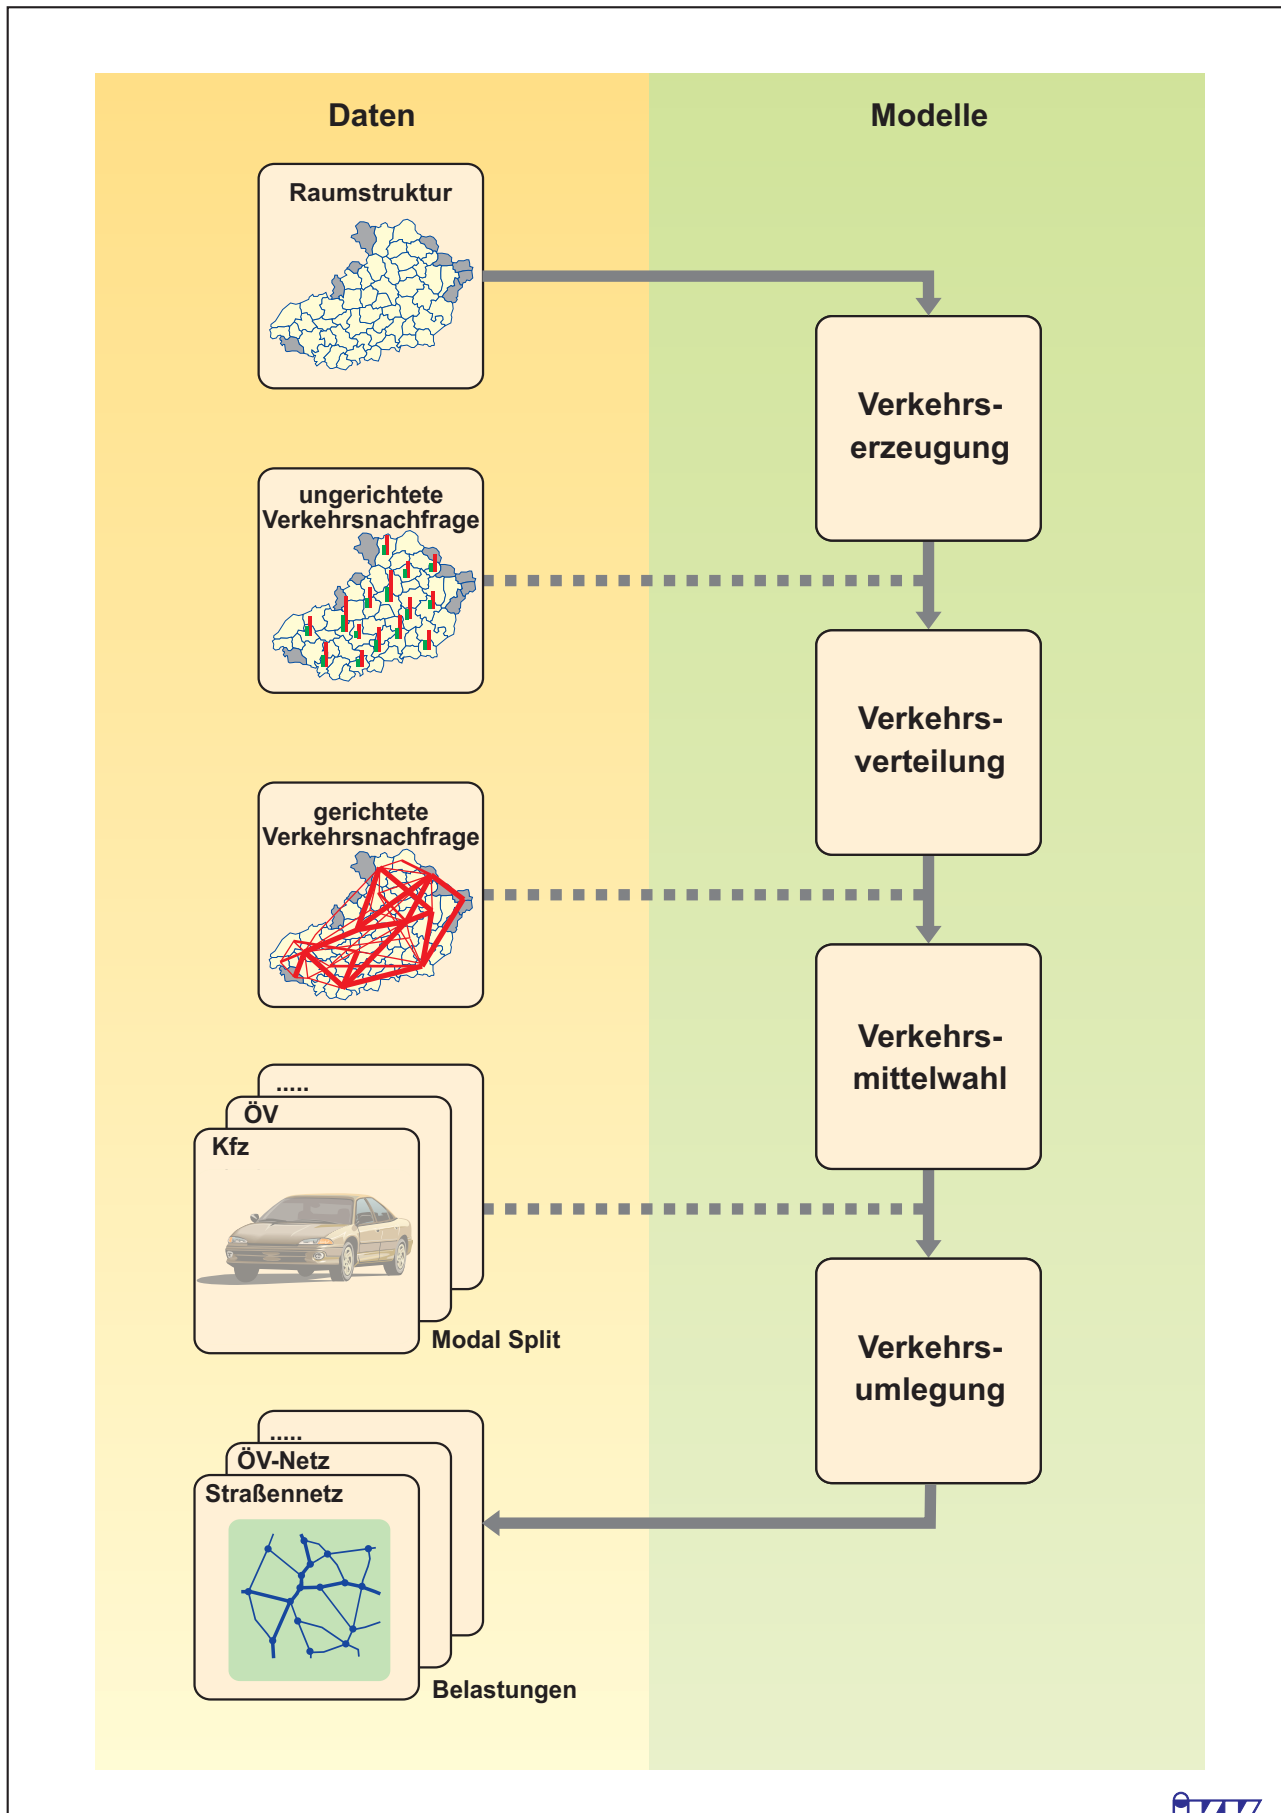 Daten
Modelle
Raumstruktur
Verkehrs-
erzeugung
ungerichtete
Verkehrsnachfrage
Verkehrs-
verteilung
gerichtete
Verkehrsnachfrage
Verkehrs-
mittelwahl
.....
ÖV
Kfz
Modal Split
Verkehrs-
umlegung
.....
ÖV-Netz
Straßennetz
Belastungen